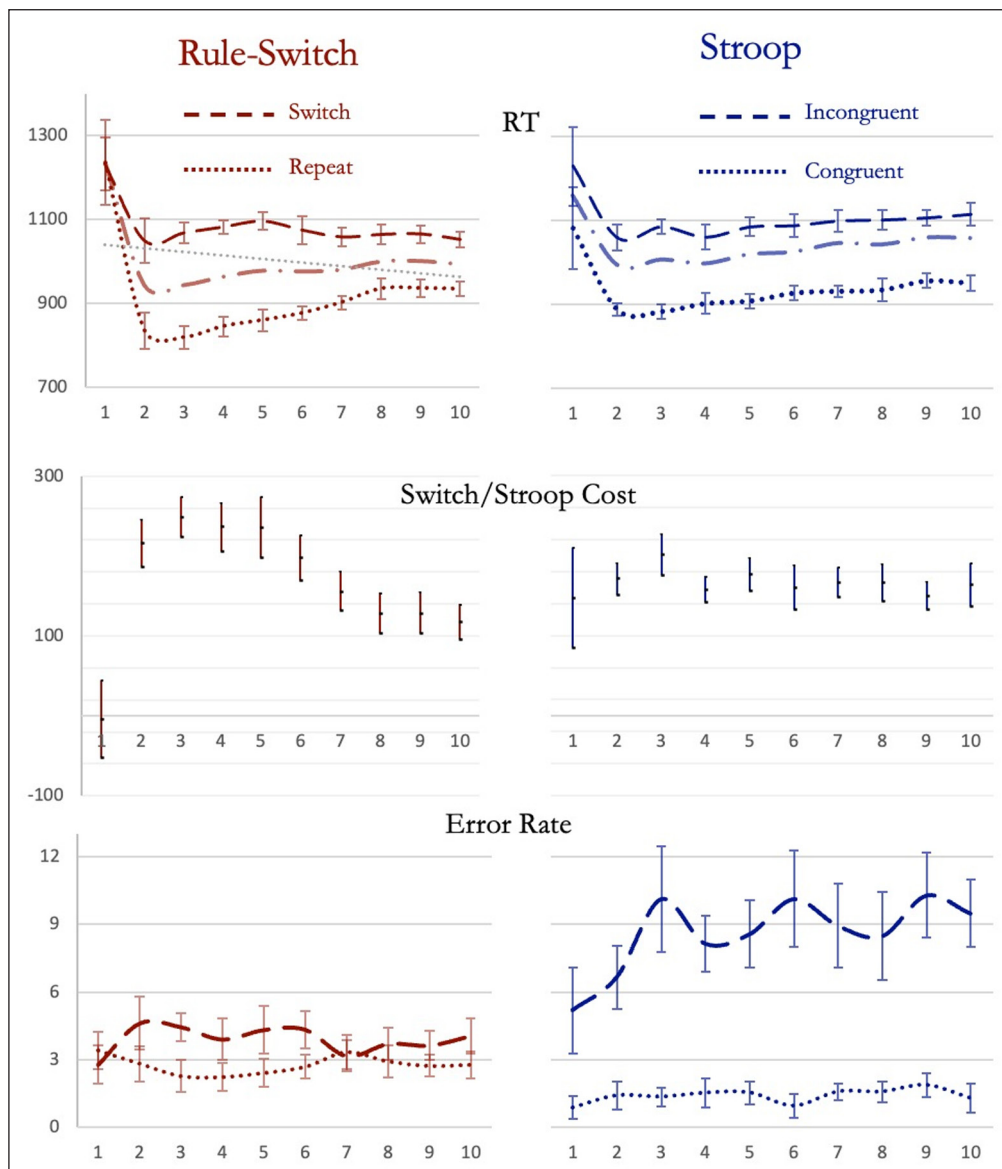 Rule-Switch
Stroop
Switch
Repeat
RT
Incongruent
Congruent
1300
1100
900
700
1 2 3 4 5 6 7 8 9 10
1 2 3 4 5 6 7 8 9 10
Switch/Stroop Cost
300
100
-100
1 2 3 4 5 6 7 8 9 10
1 2 3 4 5 6 7 8 9 10
Error Rate
12
9
6
3
0
1 2 3 4 5 6 7 8 9 10
1 2 3 4 5 6 7 8 9 10